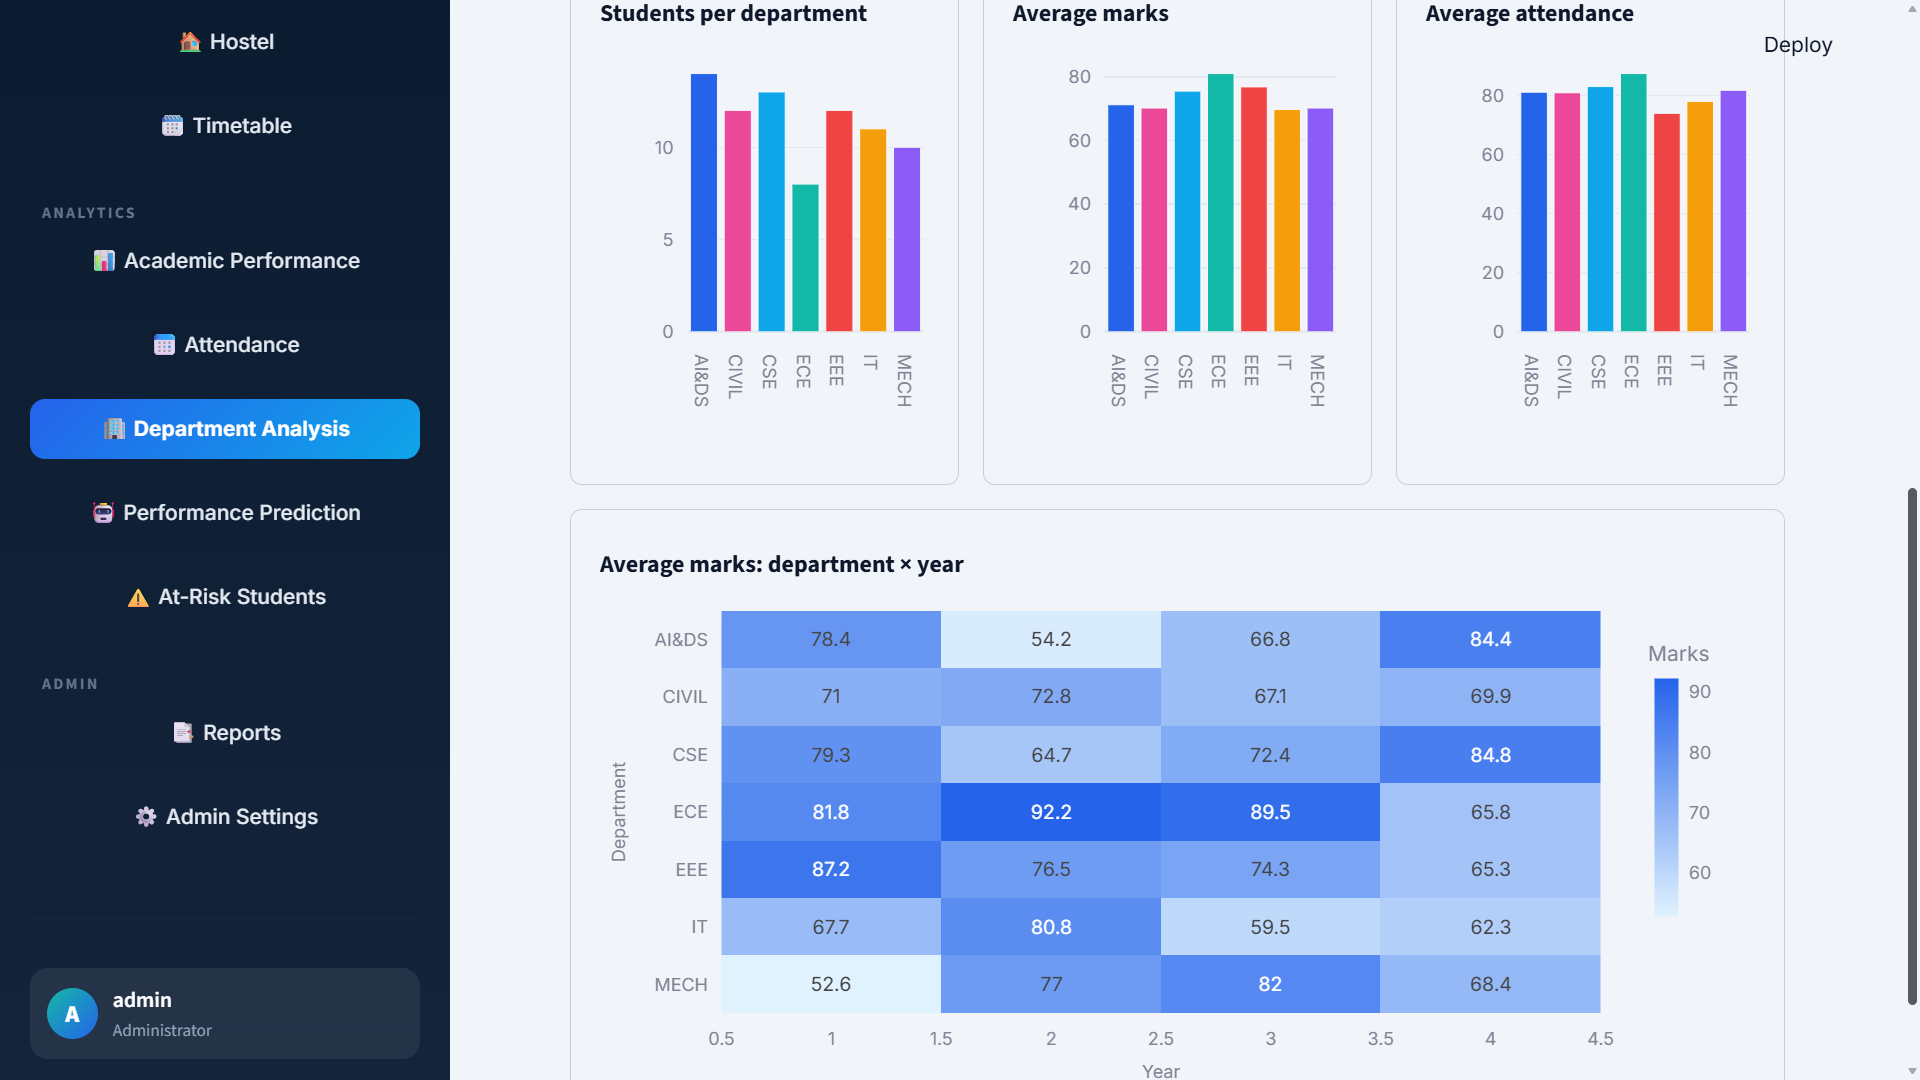 Hostel
Timetable
ANALYTICS
Academic Performance
Attendance
Department Analysis
Performance Prediction
At-Risk Students
ADMIN
Reports
Admin Settings
A
admin
Administrator
Deploy
Students per department
10
5
0
AI&DS
CIVIL
CSE
ECE
EEE
IT
MECH
Average marks
80
60
40
20
0
AI&DS
CIVIL
CSE
ECE
EEE
IT
MECH
Average attendance
80
60
40
20
0
AI&DS
CIVIL
CSE
ECE
EEE
IT
MECH
Average marks: department × year
Department
AI&DS 78.4 54.2 66.8 84.4
CIVIL 71 72.8 67.1 69.9
CSE 79.3 64.7 72.4 84.8
ECE 81.8 92.2 89.5 65.8
EEE 87.2 76.5 74.3 65.3
IT 67.7 80.8 59.5 62.3
MECH 52.6 77 82 68.4
0.5 1 1.5 2 2.5 3 3.5 4 4.5
Year
Marks
90
80
70
60